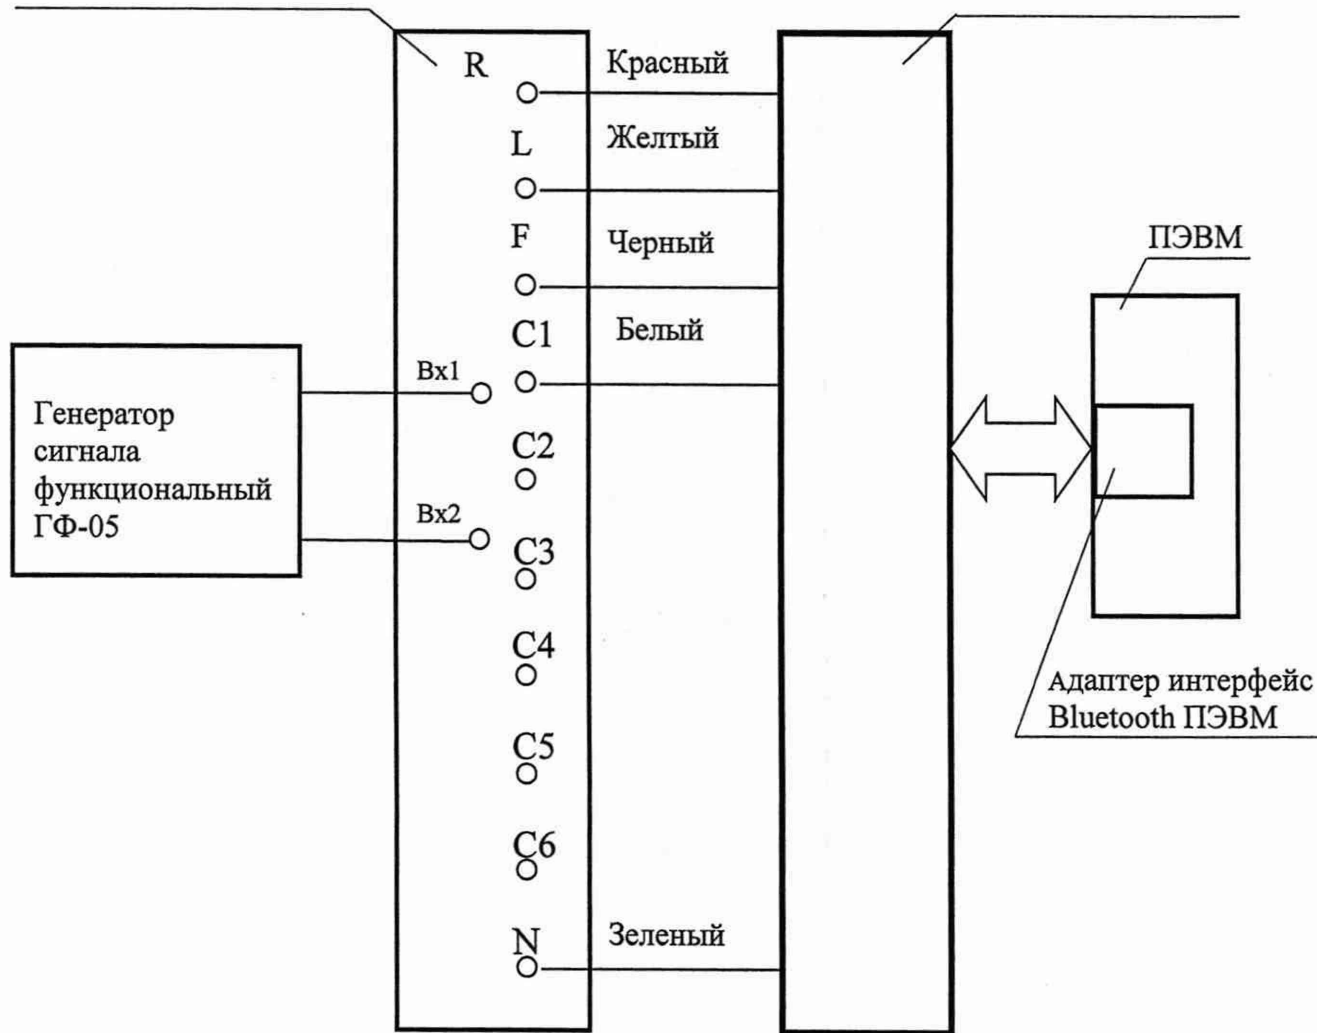 R
Красный
L
Желтый
F
Черный
C1
Белый
Вх1
C2
Вх2
C3
C4
C5
C6
N
Зеленый
Генератор
сигнала
функциональный
ГФ-05
ПЭВМ
Адаптер интерфейс
Bluetooth ПЭВМ